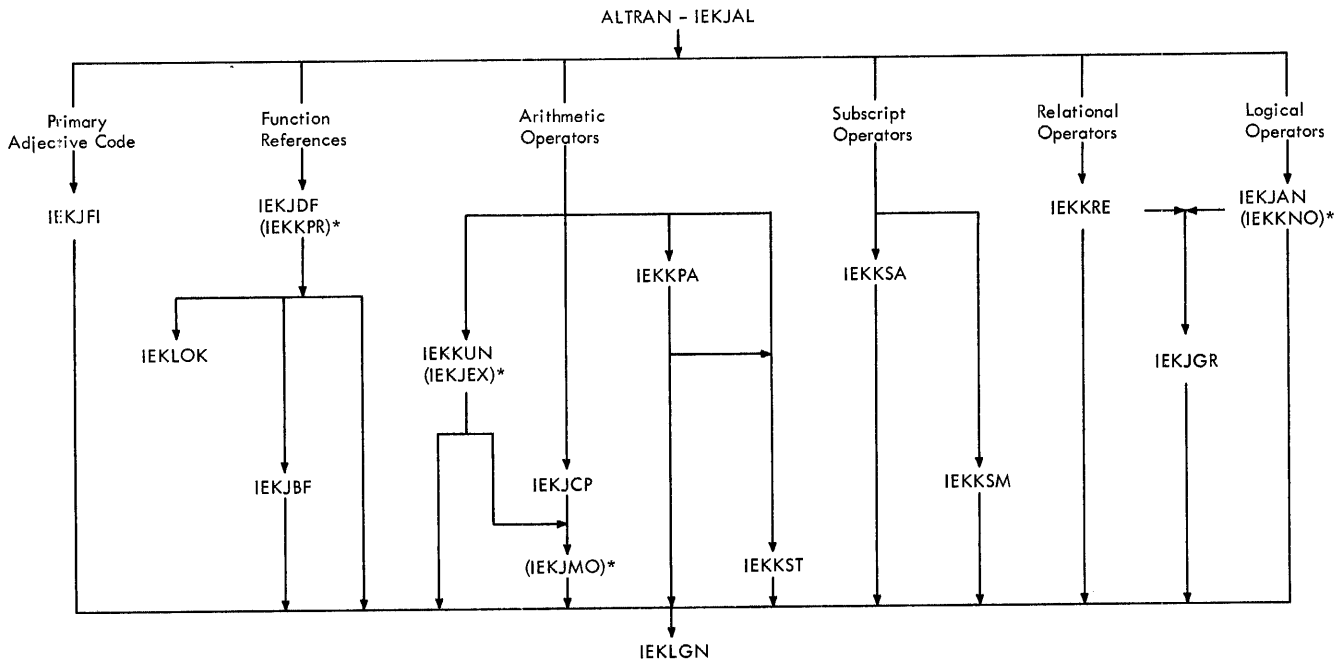 ALTRAN - IEKJAL
Primary
Adjective Code
Function
References
Arithmetic
Operators
Subscript
Operators
Relational
Operators
Logical
Operators
IEKJFI
IEKJDF
(IEKKPR)*
IEKKRE
IEKJAN
(IEKKNO)*
IEKKPA
IEKKSA
IEKLOK
IEKKUN
(IEKJEX)*
IEKJGR
IEKJBF
IEKJCP
IEKKSM
(IEKJMO)*
IEKKST
IEKLGN